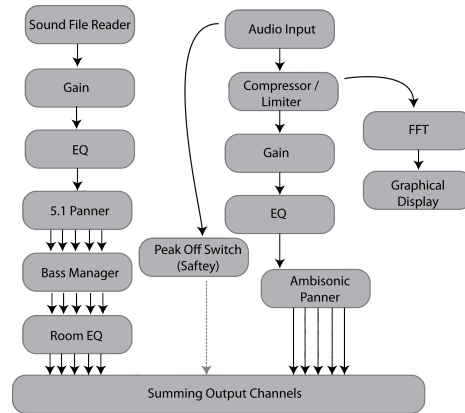 Sound File Reader
Gain
EQ
5.1 Panner
Bass Manager
Room EQ
Audio Input
Compressor /
Limiter
Gain
EQ
Ambisonic
Panner
Peak Off Switch
(Saftey)
FFT
Graphical
Display
Summing Output Channels